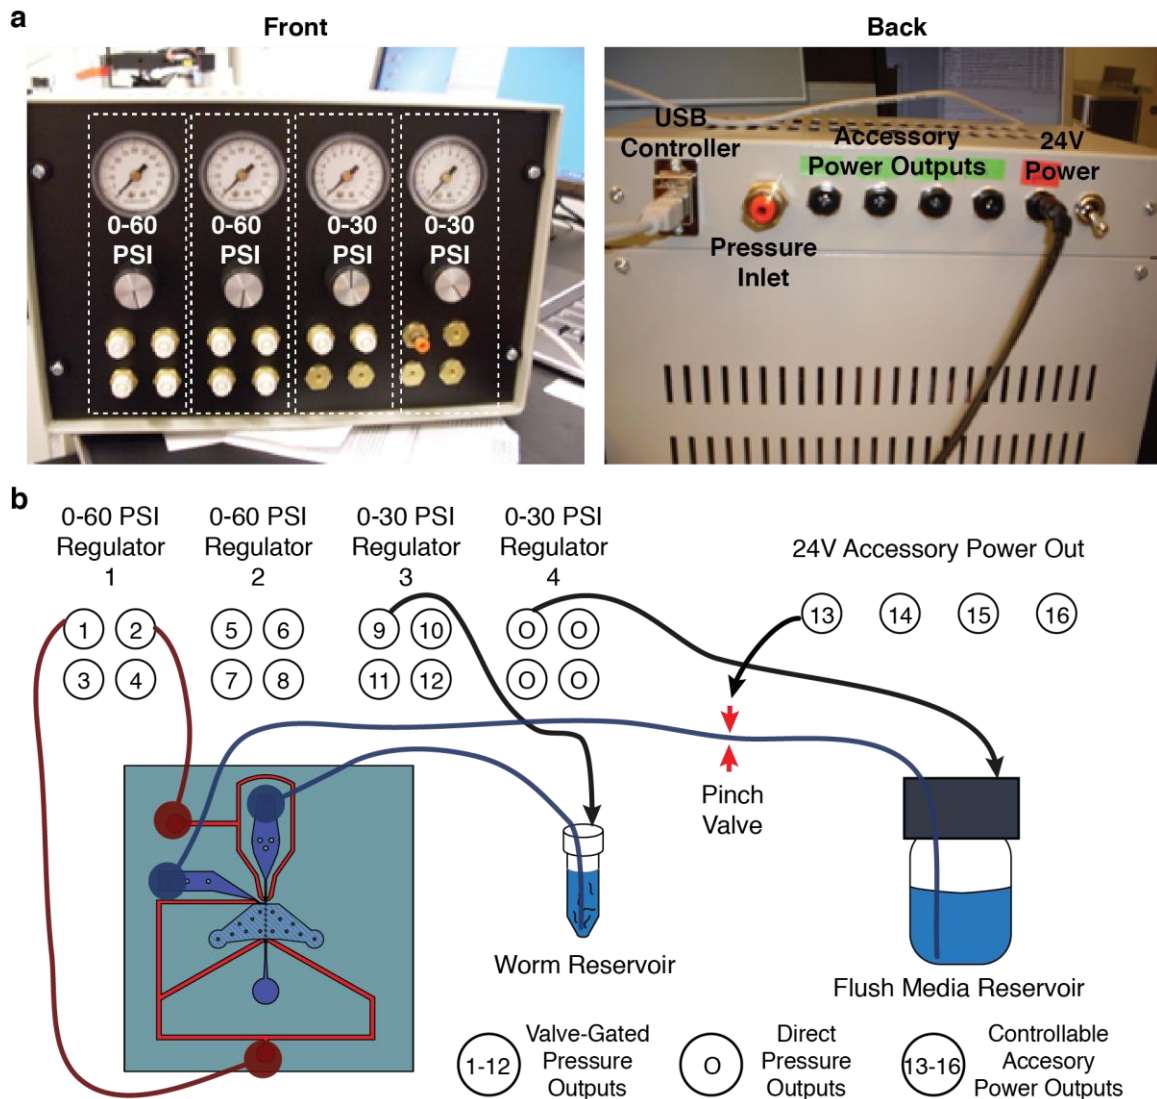 a
Front
Back
0-60
PSI
0-60
PSI
0-30
PSI
0-30
PSI
USB
Controller
Accessory
Power Outputs
24V
Power
Pressure
Inlet
b
0-60 PSI
Regulator
1
0-60 PSI
Regulator
2
0-30 PSI
Regulator
3
0-30 PSI
Regulator
4
24V Accessory Power Out
1 2
3 4
5 6
7 8
9 10
11 12
O O
O O
13 14 15 16
Pinch
Valve
Worm Reservoir
Flush Media Reservoir
1-12
Valve-Gated
Pressure
Outputs
O
Direct
Pressure
Outputs
13-16
Controllable
Accesory
Power Outputs